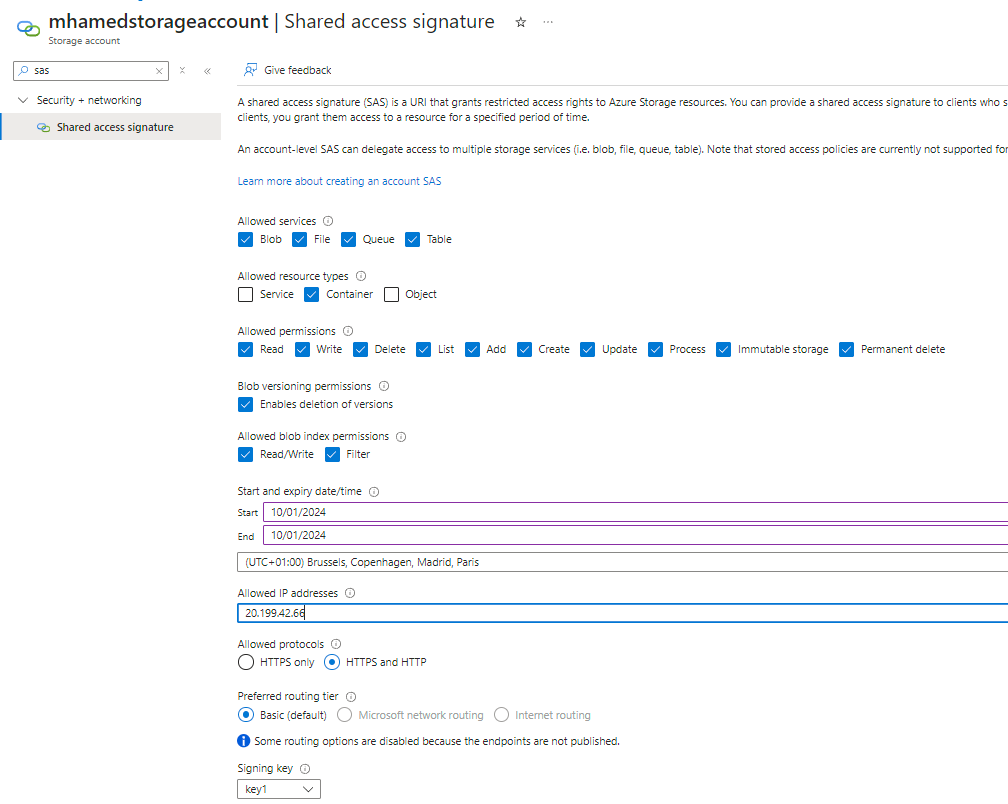 mhamedstorageaccount | Shared access signature
Storage account
sas
Give feedback
Security + networking
Shared access signature
A shared access signature (SAS) is a URI that grants restricted access rights to Azure Storage resources. You can provide a shared access signature to clients who s
clients, you grant them access to a resource for a specified period of time.
An account-level SAS can delegate access to multiple storage services (i.e. blob, file, queue, table). Note that stored access policies are currently not supported for
Learn more about creating an account SAS
Allowed services
Blob File Queue Table
Allowed resource types
Service Container Object
Allowed permissions
Read Write Delete List Add Create Update Process Immutable storage Permanent delete
Blob versioning permissions
Enables deletion of versions
Allowed blob index permissions
Read/Write Filter
Start and expiry date/time
Start 10/01/2024
End 10/01/2024
(UTC+01:00) Brussels, Copenhagen, Madrid, Paris
Allowed IP addresses
20.199.42.66
Allowed protocols
HTTPS only HTTPS and HTTP
Preferred routing tier
Basic (default) Microsoft network routing Internet routing
Some routing options are disabled because the endpoints are not published.
Signing key
key1